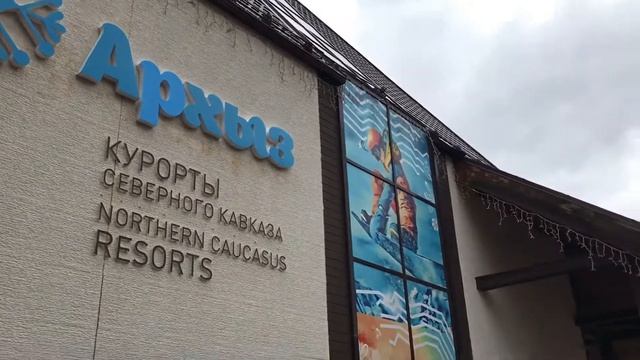 Архыз
КУРОРТЫ
СЕВЕРНОГО КАВКАЗА
NORTHERN CAUCASUS
RESORTS